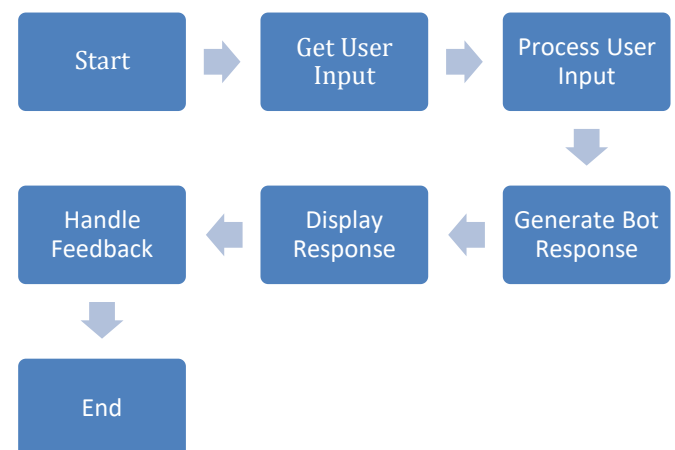 Start
Get User
Input
Process User
Input
Generate Bot
Response
Display
Response
Handle
Feedback
End